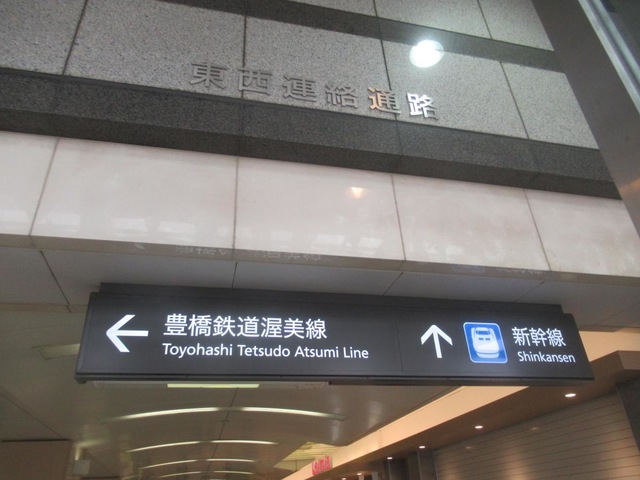 東西連絡通路
豊橋鉄道渥美線
Toyohashi Tetsudo Atsumi Line
新幹線
Shinkansen